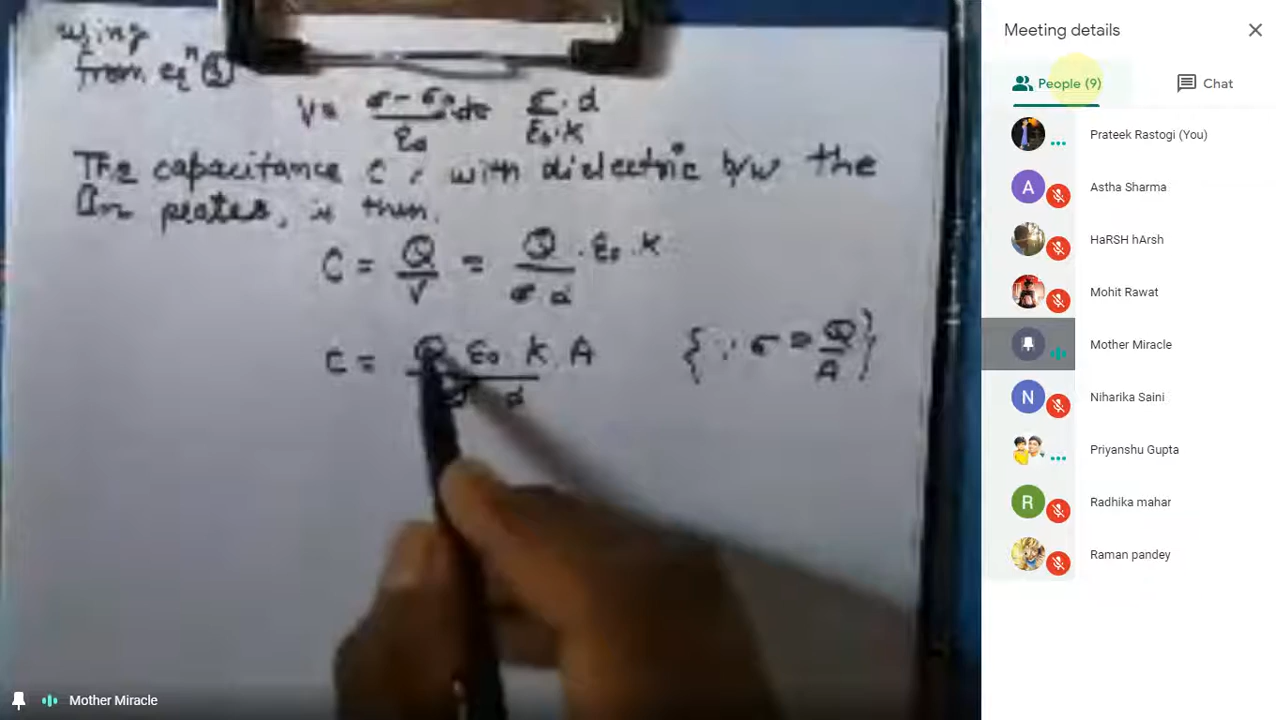 using
from eqⁿ ②
V = σ - σp / ε₀ d = σ · d / ε₀ · k
The capacitance C, with dielectric b/w the
plates, is then.
C = Q / V = Q / σ d · ε₀ · k
C = Q ε₀ · k · A / Q d { ∵ σ = Q / A }
Mother Miracle
Meeting details
People (9)
Chat
Prateek Rastogi (You)
Astha Sharma
HaRSH hArsh
Mohit Rawat
Mother Miracle
Niharika Saini
Priyanshu Gupta
Radhika mahar
Raman pandey
A
N
R